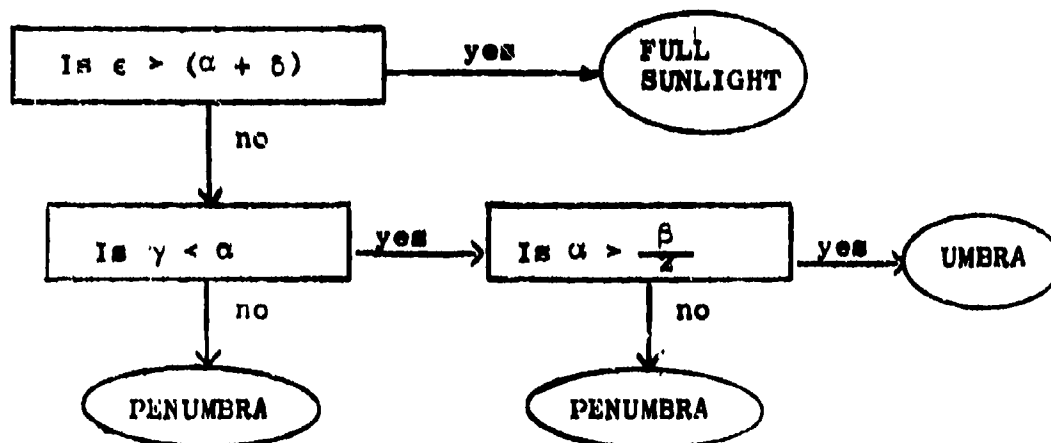 Is ϵ > (α + δ)
yes
FULL
SUNLIGHT
no
Is γ < α
yes
Is α > β/2
yes
UMBRA
no
no
PENUMBRA
PENUMBRA